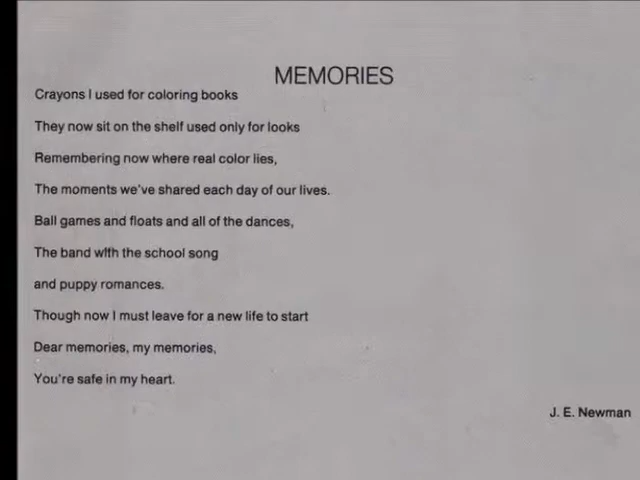 MEMORIES
Crayons I used for coloring books
They now sit on the shelf used only for looks
Remembering now where real color lies,
The moments we've shared each day of our lives.
Ball games and floats and all of the dances,
The band with the school song
and puppy romances.
Though now I must leave for a new life to start
Dear memories, my memories,
You're safe in my heart.
J. E. Newman